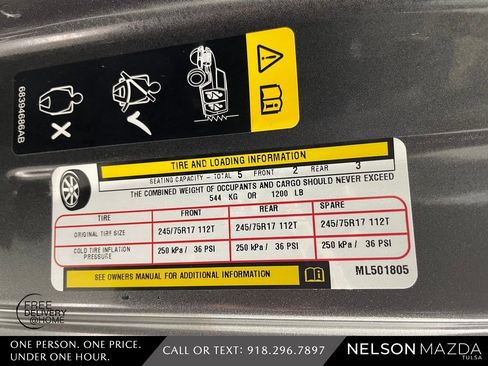 68394686AB
TIRE AND LOADING INFORMATION
SEATING CAPACITY - TOTAL 5 FRONT 2 REAR 3
THE COMBINED WEIGHT OF OCCUPANTS AND CARGO SHOULD NEVER EXCEED
544 KG OR 1200 LB
TIRE FRONT REAR SPARE
ORIGINAL TIRE SIZE 245/75R17 112T 245/75R17 112T 245/75R17 112T
COLD TIRE INFLATION PRESSURE 250 kPa / 36 PSI 250 kPa / 36 PSI 250 kPa / 36 PSI
SEE OWNERS MANUAL FOR ADDITIONAL INFORMATION
ML501805
FREE
DELIVERY
@HOME
ONE PERSON. ONE PRICE.
UNDER ONE HOUR.
CALL OR TEXT: 918.296.7897
NELSON MAZDA
TULSA